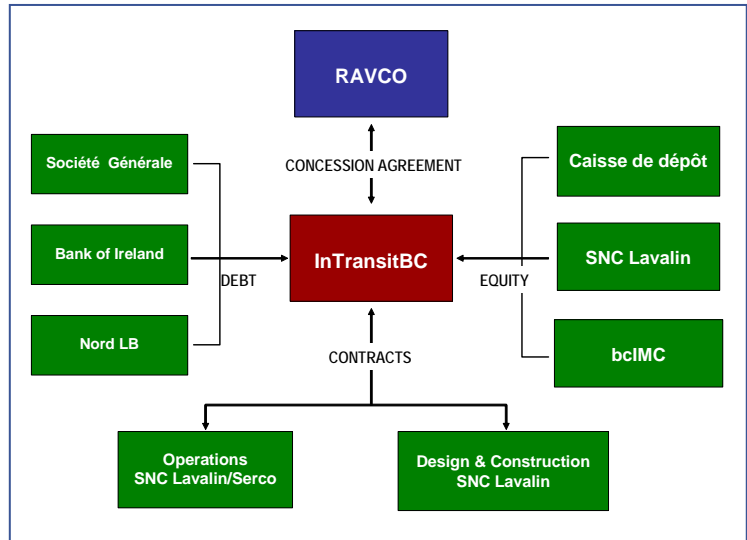 RAVCO
Société Générale
CONCESSION AGREEMENT
Caisse de dépôt
Bank of Ireland
InTransitBC
SNC Lavalin
DEBT
EQUITY
Nord LB
CONTRACTS
bcIMC
Operations
SNC Lavalin/Serco
Design & Construction
SNC Lavalin